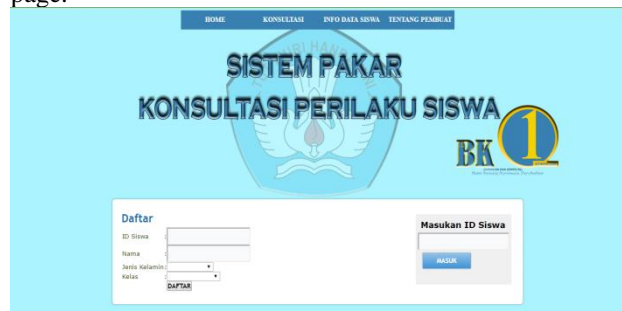 page.
HOME KONSULTASI INFO DATA SISWA TENTANG PEMBUAT
SISTEM PAKAR
KONSULTASI PERILAKU SISWA
BK 1
Daftar
ID Siswa :
Nama :
Jenis Kelamin :
Kelas :
DAFTAR
Masukan ID Siswa
MASUK